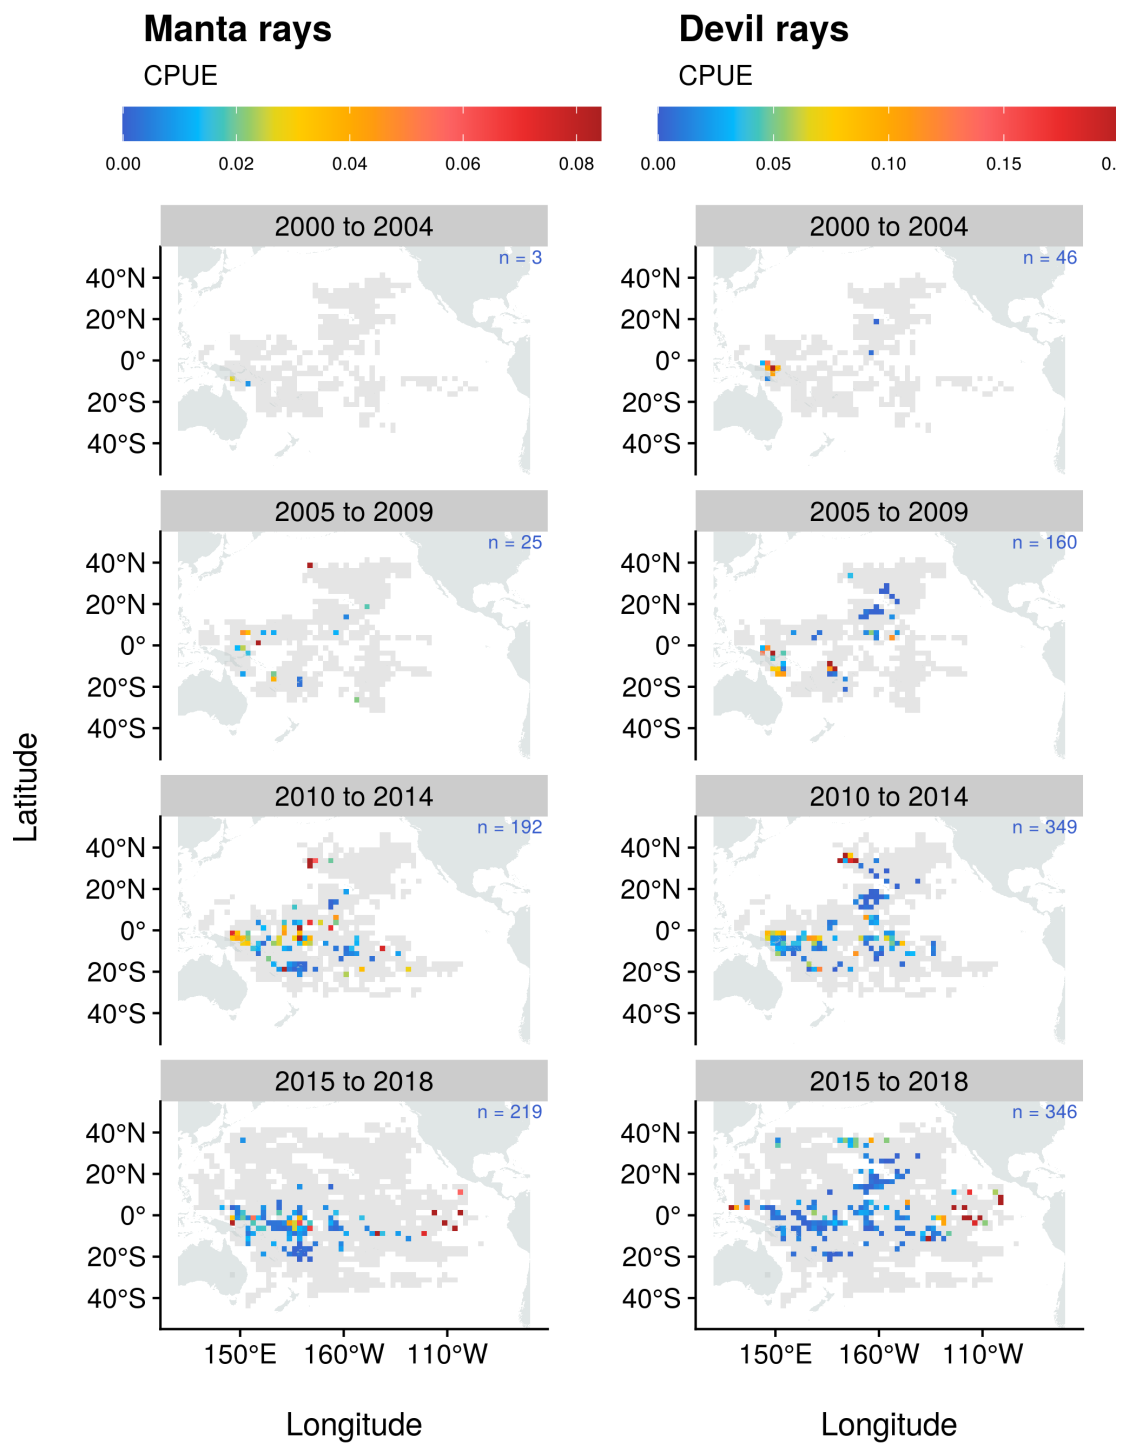 Manta rays
Devil rays
CPUE
CPUE
0.00 0.02 0.04 0.06 0.08
0.00 0.05 0.10 0.15 0.
2000 to 2004
2000 to 2004
n = 3
n = 46
40°N
20°N
0°
20°S
40°S
40°N
20°N
0°
20°S
40°S
2005 to 2009
2005 to 2009
n = 25
n = 160
40°N
20°N
0°
20°S
40°S
40°N
20°N
0°
20°S
40°S
Latitude
2010 to 2014
2010 to 2014
n = 192
n = 349
40°N
20°N
0°
20°S
40°S
40°N
20°N
0°
20°S
40°S
2015 to 2018
2015 to 2018
n = 219
n = 346
40°N
20°N
0°
20°S
40°S
40°N
20°N
0°
20°S
40°S
150°E 160°W 110°W
150°E 160°W 110°W
Longitude
Longitude